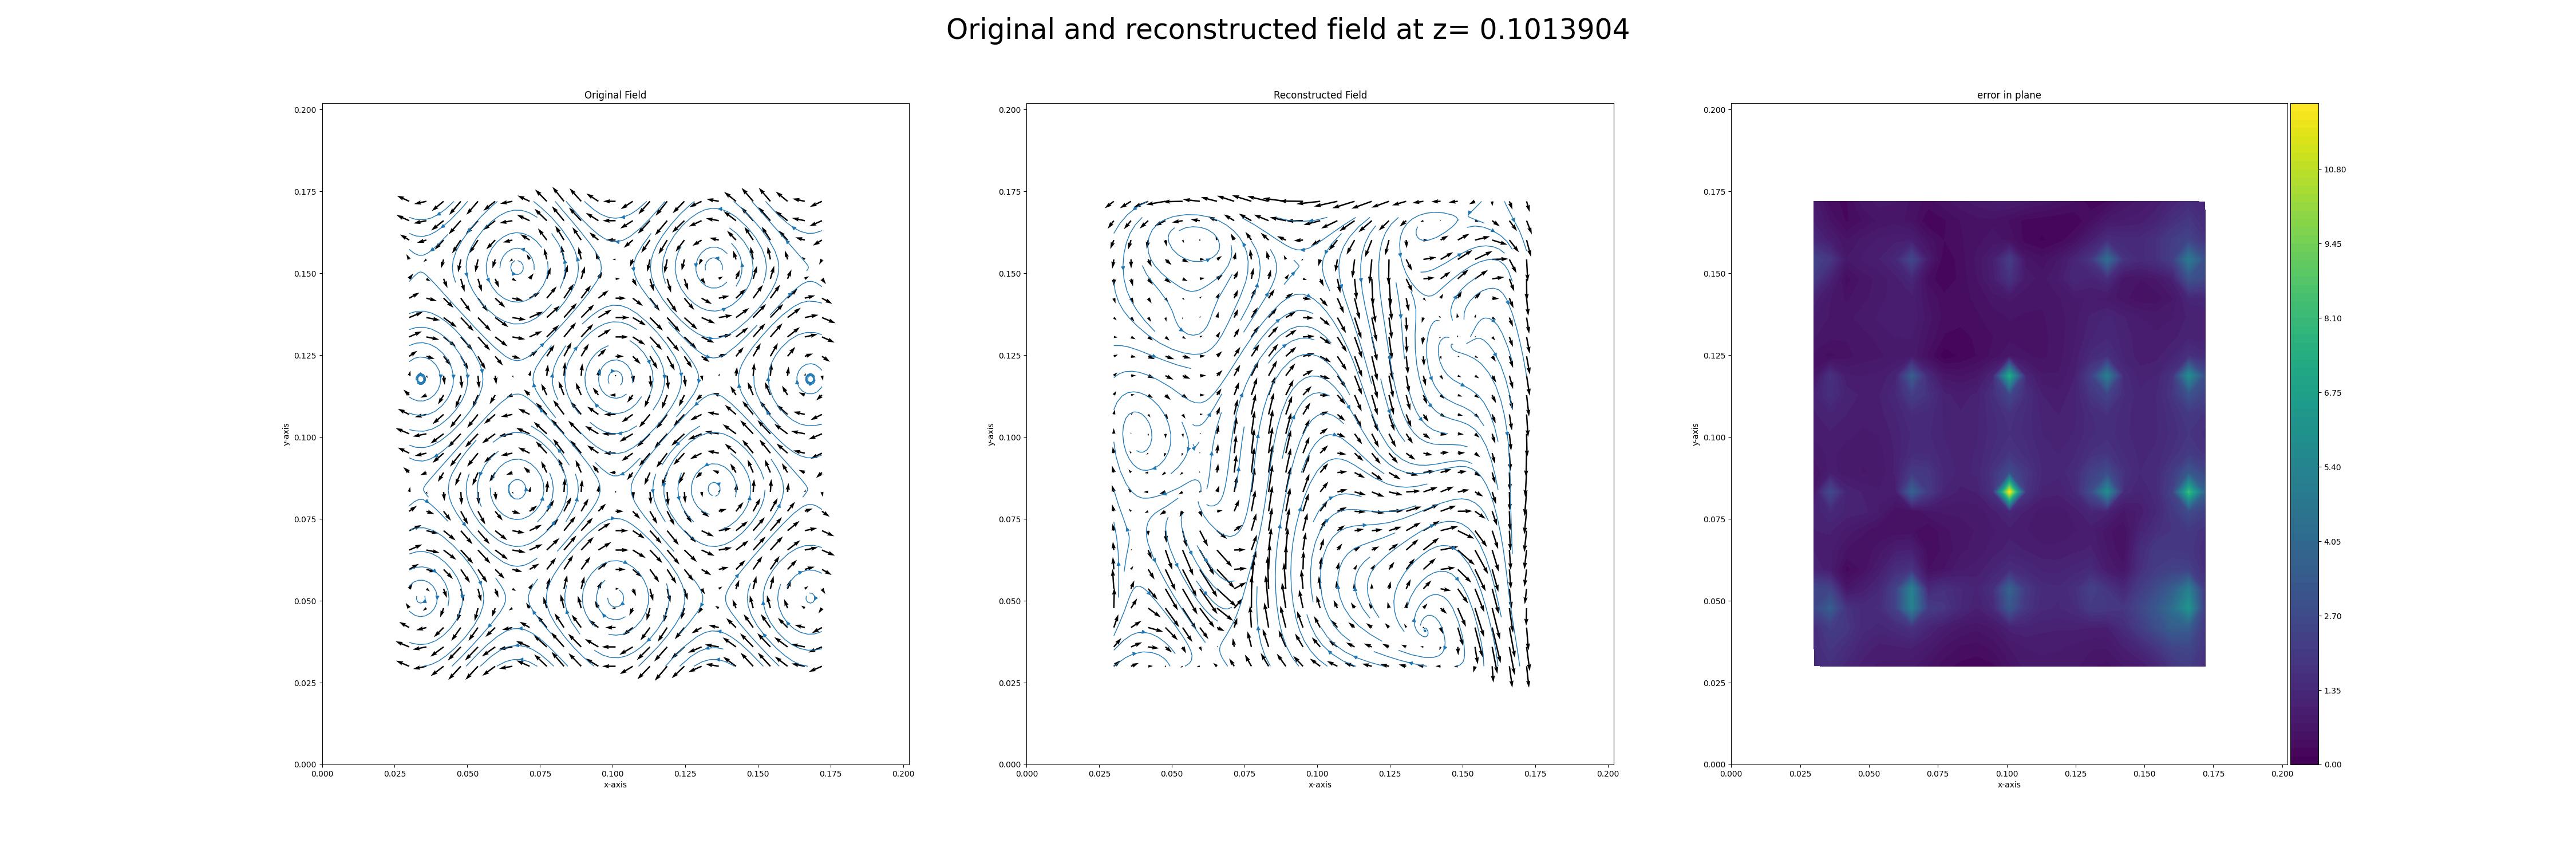 Original and reconstructed field at z= 0.1013904
Original Field
0.200
0.175
0.150
0.125
0.100
0.075
0.050
0.025
0.000
y-axis
0.000 0.025 0.050 0.075 0.100 0.125 0.150 0.175 0.200
x-axis
Reconstructed Field
0.200
0.175
0.150
0.125
0.100
0.075
0.050
0.025
0.000
y-axis
0.000 0.025 0.050 0.075 0.100 0.125 0.150 0.175 0.200
x-axis
error in plane
0.200
0.175
0.150
0.125
0.100
0.075
0.050
0.025
0.000
y-axis
0.000 0.025 0.050 0.075 0.100 0.125 0.150 0.175 0.200
x-axis
10.80
9.45
8.10
6.75
5.40
4.05
2.70
1.35
0.00